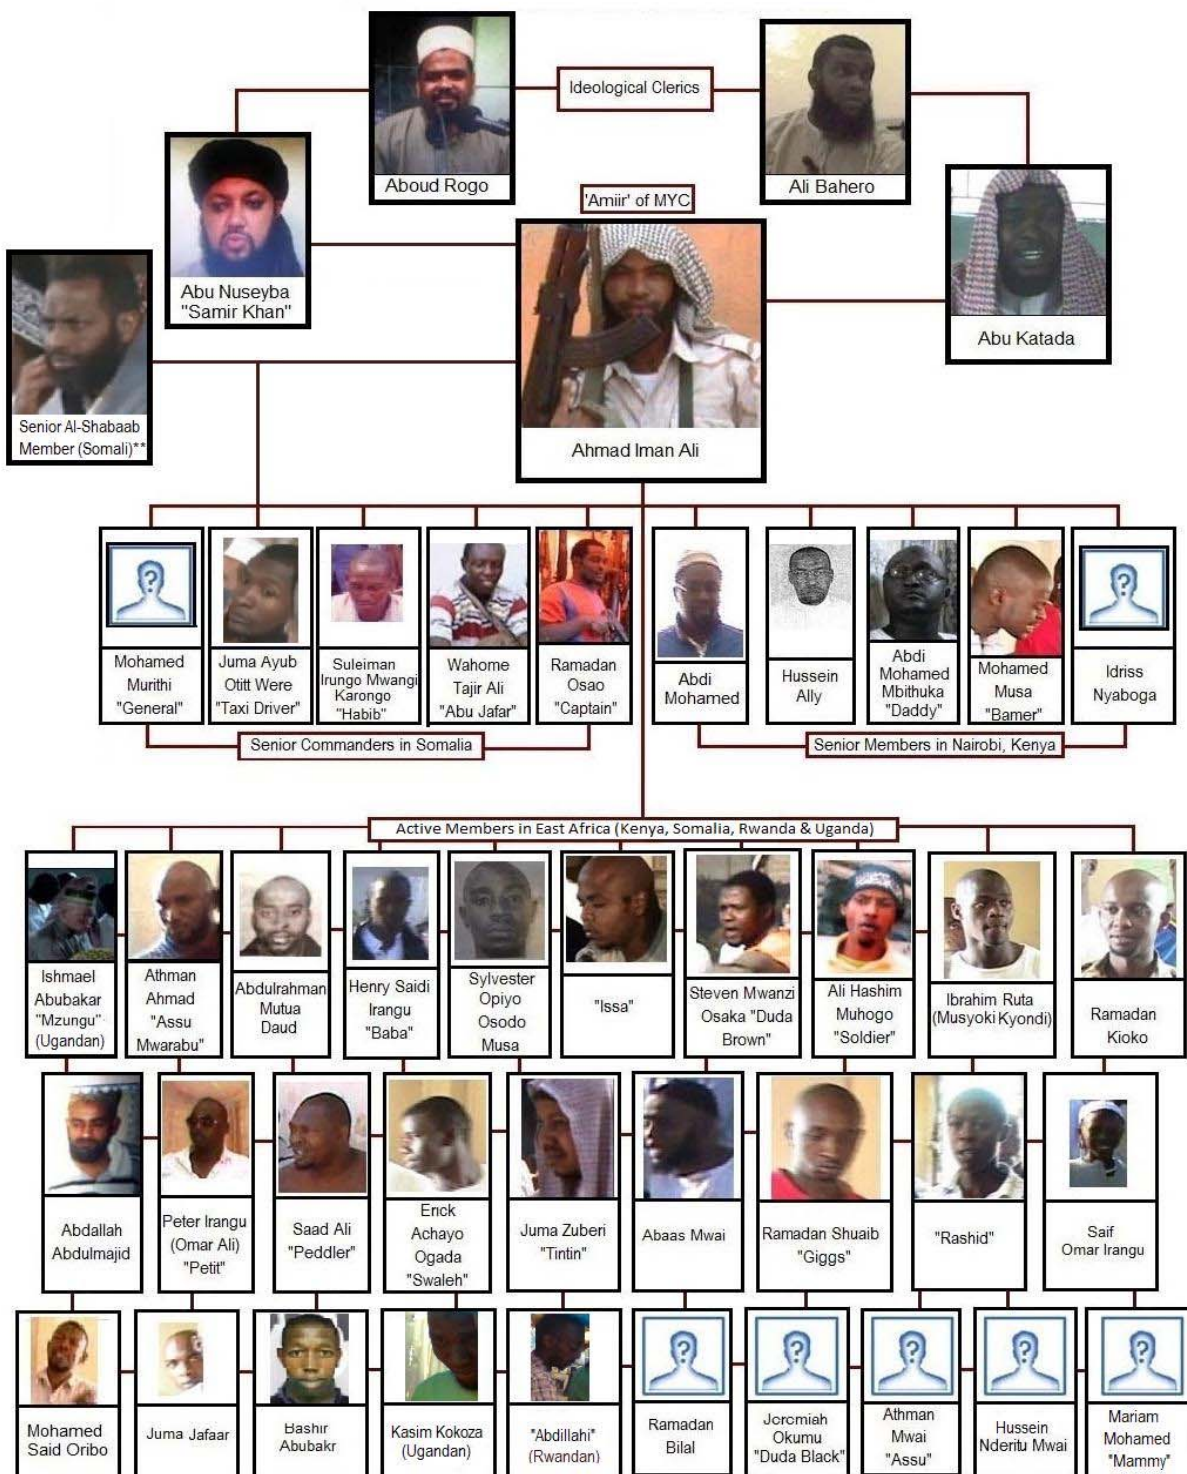 Ideological Clerics
Aboud Rogo
Ali Bahero
'Amiir' of MYC
Abu Nuseyba
"Samir Khan"
Abu Katada
Senior Al-Shabaab
Member (Somali)**
Ahmad Iman Ali
Mohamed
Murithi
"General"
Juma Ayub
Otitt Were
"Taxi Driver"
Suleiman
Irungo Mwangi
Karongo
"Habib"
Wahome
Tajir Ali
"Abu Jafar"
Ramadan
Osao
"Captain"
Abdi
Mohamed
Hussein
Ally
Abdi
Mohamed
Mbithuka
"Daddy"
Mohamed
Musa
"Bamer"
Idriss
Nyaboga
Senior Commanders in Somalia
Senior Members in Nairobi, Kenya
Active Members in East Africa (Kenya, Somalia, Rwanda & Uganda)
Ishmael
Abubakar
"Mzungu"
(Ugandan)
Athman
Ahmad
"Assu
Mwarabu"
Abdulrahman
Mutua
Daud
Henry Saidi
Irangu
"Baba"
Sylvester
Opiyo
Osodo
Musa
"Issa"
Steven Mwanzi
Osaka "Duda
Brown"
Ali Hashim
Muhogo
"Soldier"
Ibrahim Ruta
(Musyoki Kyondi)
Ramadan
Kioko
Abdallah
Abdulmajid
Peter Irangu
(Omar Ali)
"Petit"
Saad Ali
"Peddler"
Erick
Achayo
Ogada
"Swaleh"
Juma Zuberi
"Tintin"
Abaas Mwai
Ramadan Shuaib
"Giggs"
"Rashid"
Saif
Omar Irangu
Mohamed
Said Oribo
Juma Jafaar
Bashir
Abubakr
Kasim Kokoza
(Ugandan)
"Abdillahi"
(Rwandan)
Ramadan
Bilal
Joromiah
Okumu
"Duda Black"
Athman
Mwai
"Assu"
Hussein
Nderitu Mwai
Mariam
Mohamed
"Mammy"